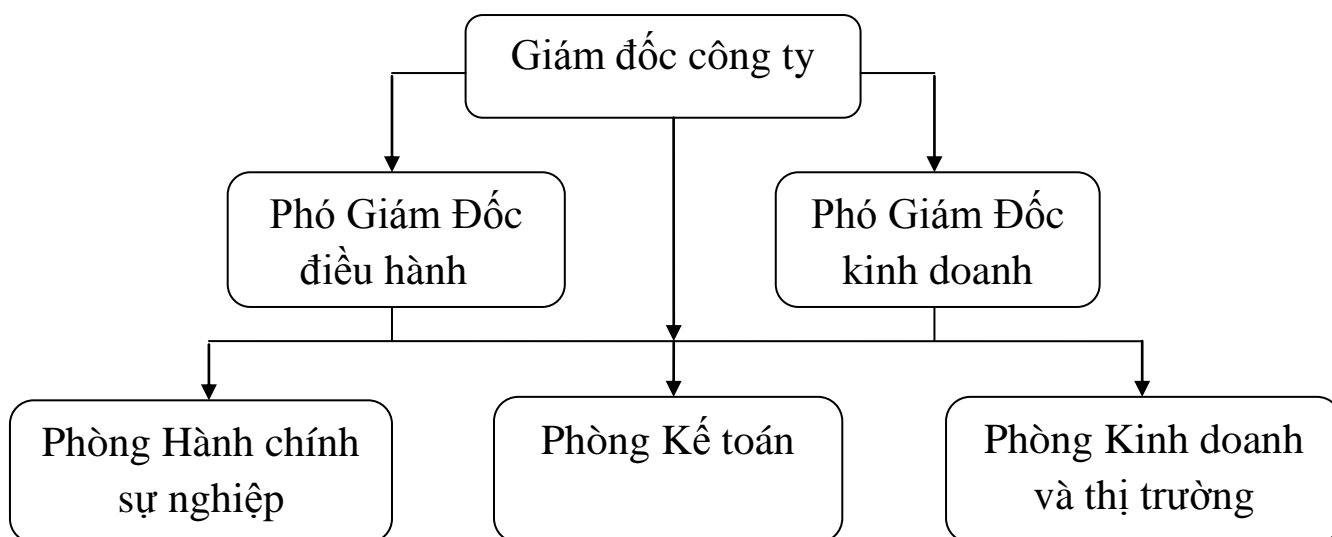 Giám đốc công ty
Phó Giám Đốc
điều hành
Phó Giám Đốc
kinh doanh
Phòng Hành chính
sự nghiệp
Phòng Kế toán
Phòng Kinh doanh
và thị trường